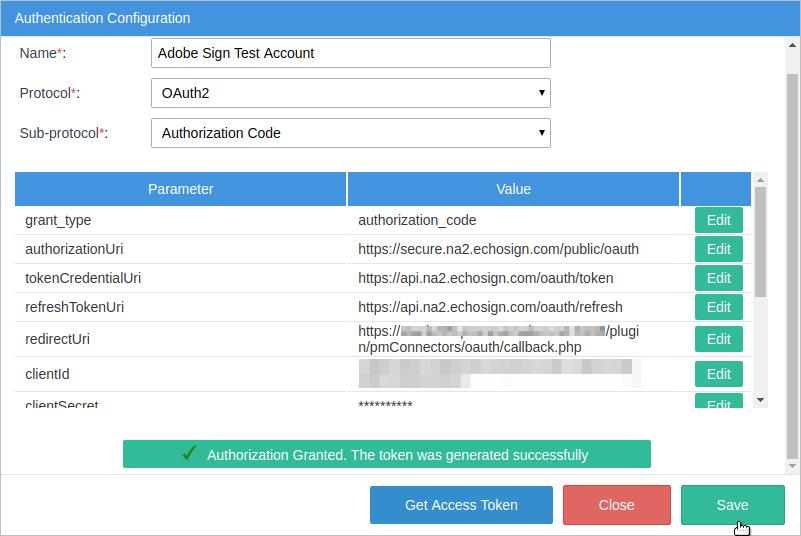 Authentication Configuration
Name*: Adobe Sign Test Account
Protocol*: OAuth2
Sub-protocol*: Authorization Code
Parameter Value
grant_type authorization_code Edit
authorizationUri https://secure.na2.echosign.com/public/oauth Edit
tokenCredentialUri https://api.na2.echosign.com/oauth/token Edit
refreshTokenUri https://api.na2.echosign.com/oauth/refresh Edit
redirectUri https:// /plugi
n/pmConnectors/oauth/callback.php Edit
clientId Edit
clientSecret ********** Edit
Authorization Granted. The token was generated successfully
Get Access Token Close Save